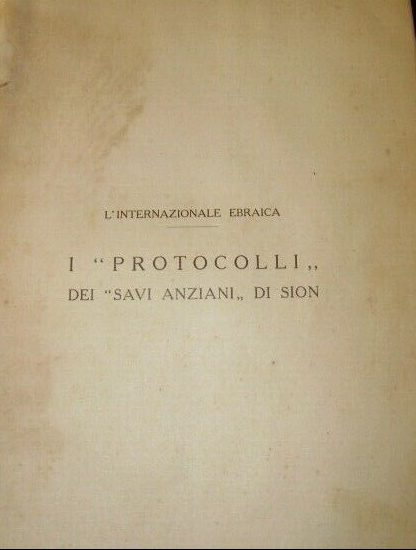 L'INTERNAZIONALE EBRAICA
I “PROTOCOLLI„
DEI “SAVI ANZIANI„ DI SION